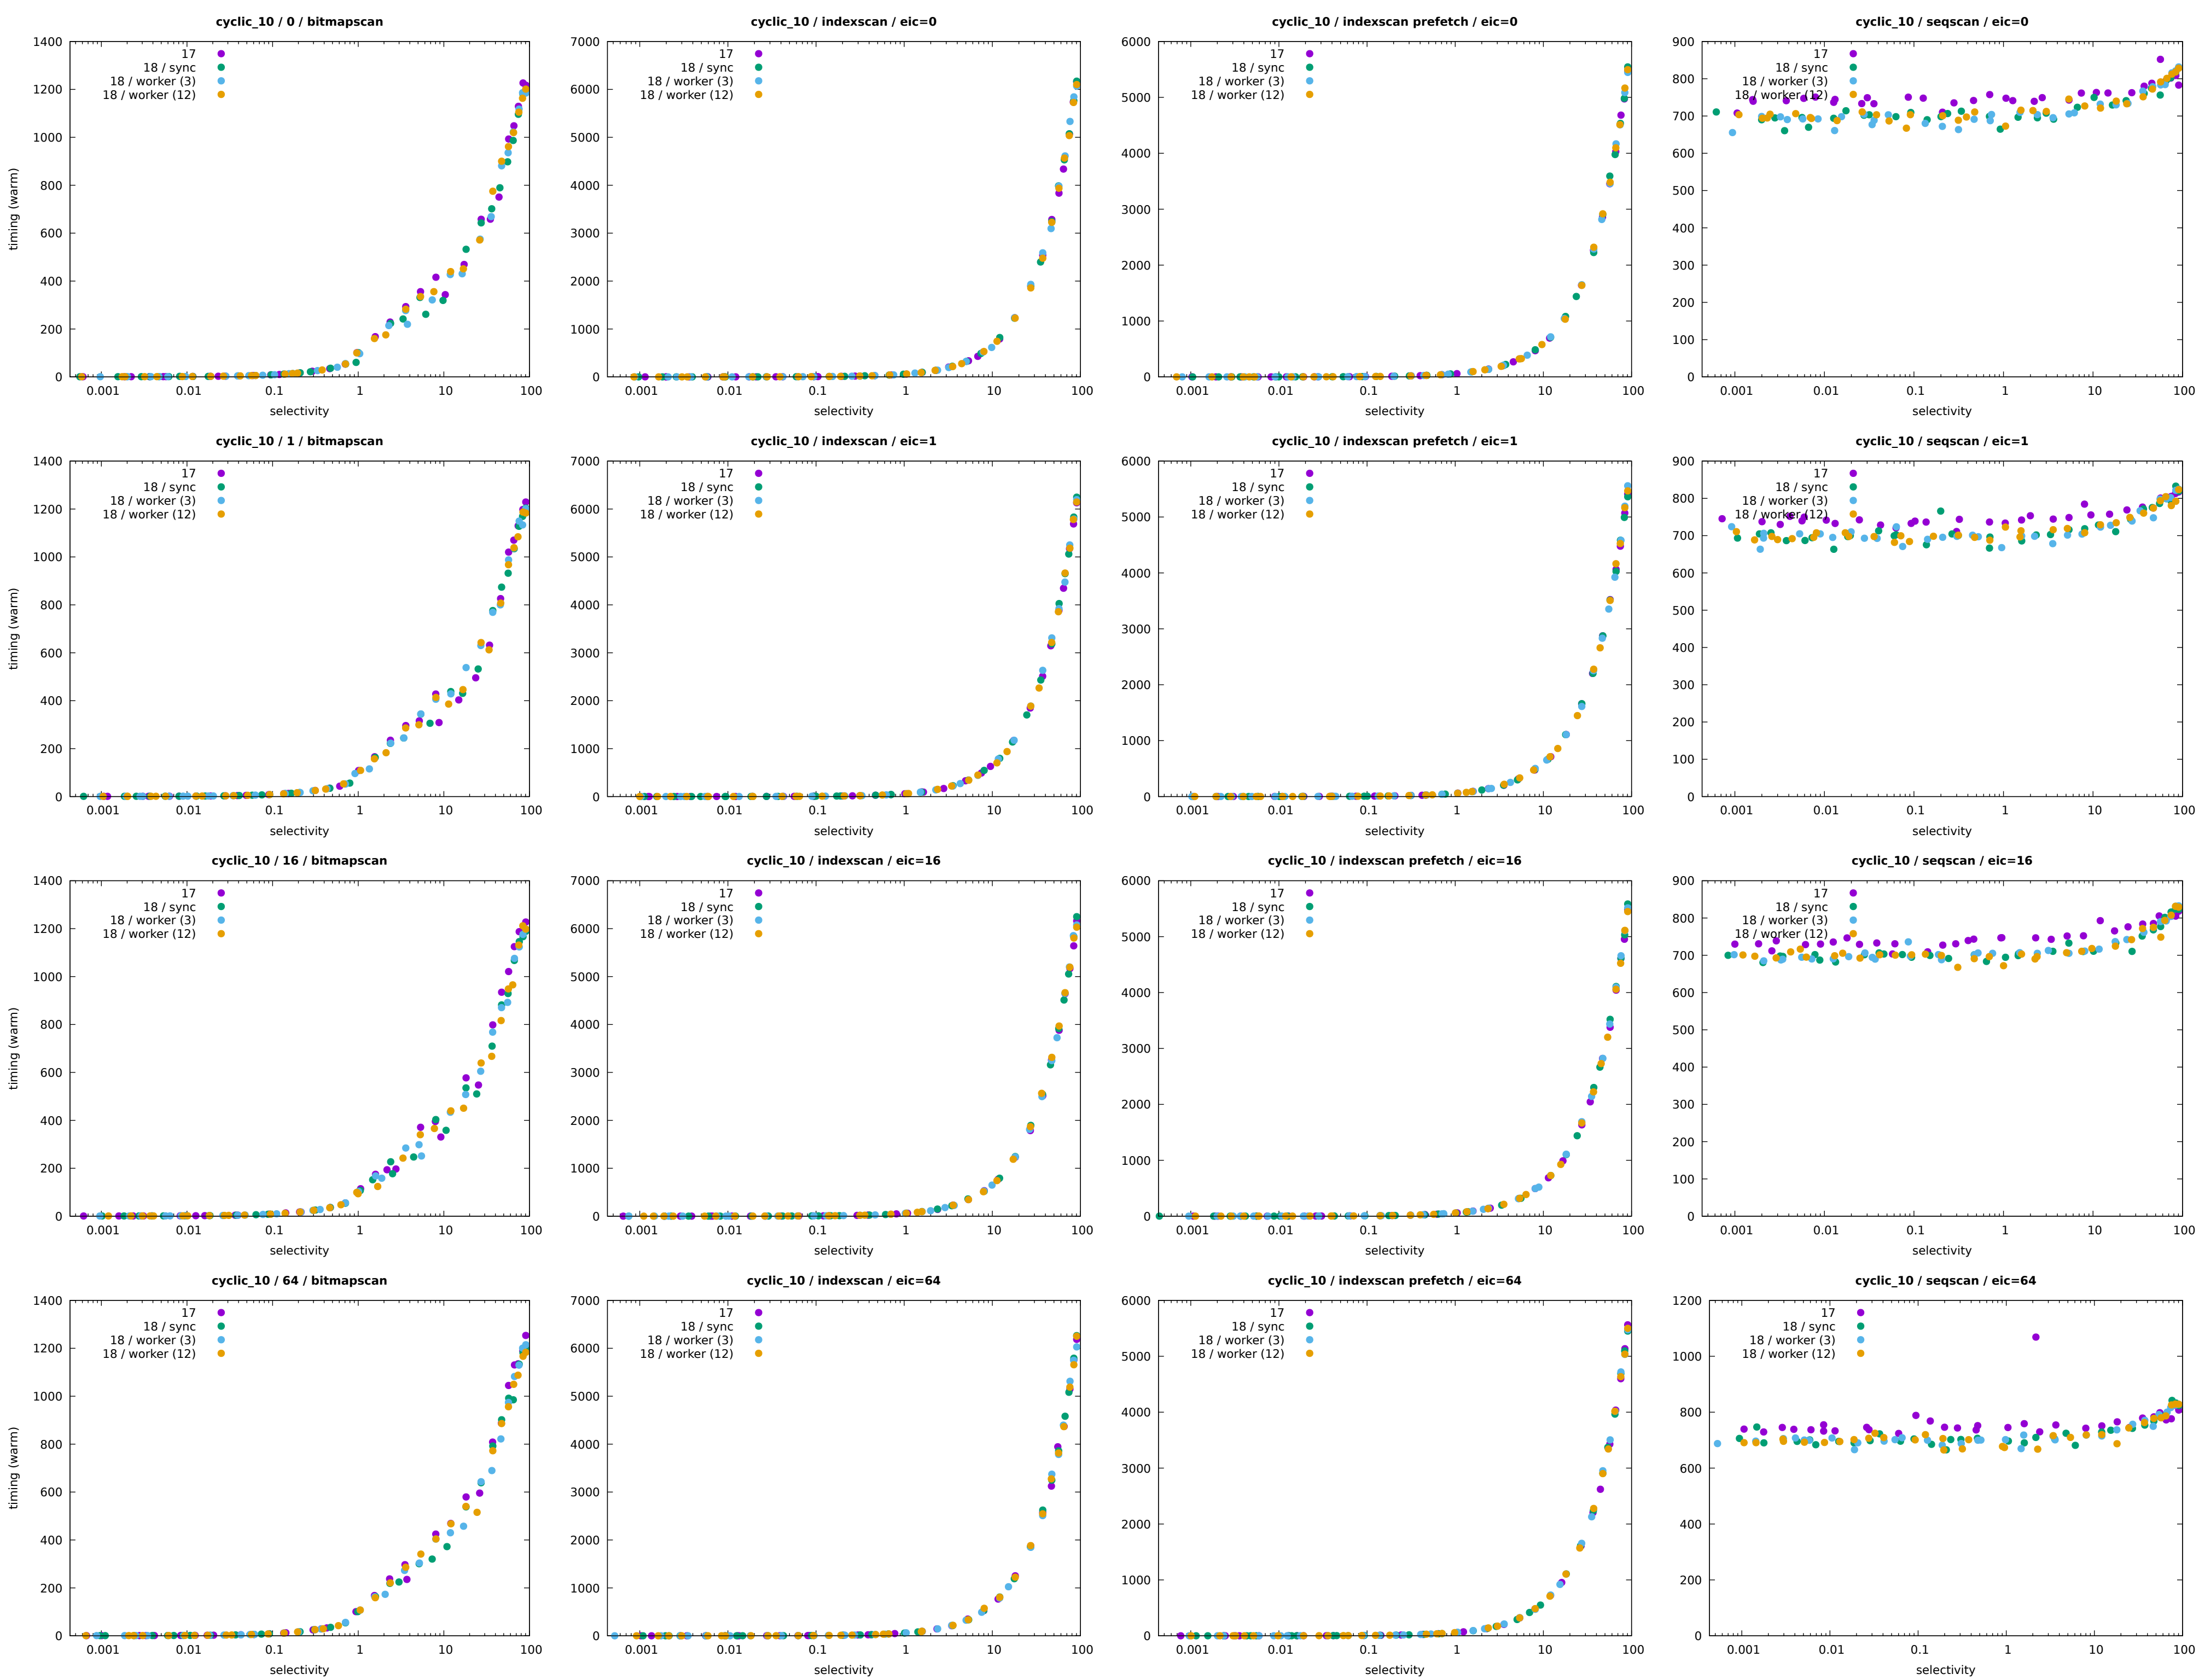 cyclic_10 / 0 / bitmapscan
timing (warm)
1400
1200
1000
800
600
400
200
0
17
18 / sync
18 / worker (3)
18 / worker (12)
0.001 0.01 0.1 1 10 100
selectivity
cyclic_10 / indexscan / eic=0
7000
6000
5000
4000
3000
2000
1000
0
17
18 / sync
18 / worker (3)
18 / worker (12)
0.001 0.01 0.1 1 10 100
selectivity
cyclic_10 / indexscan prefetch / eic=0
6000
5000
4000
3000
2000
1000
0
17
18 / sync
18 / worker (3)
18 / worker (12)
0.001 0.01 0.1 1 10 100
selectivity
cyclic_10 / seqscan / eic=0
900
800
700
600
500
400
300
200
100
0
17
18 / sync
18 / worker (3)
18 / worker (12)
0.001 0.01 0.1 1 10 100
selectivity
cyclic_10 / 1 / bitmapscan
timing (warm)
1400
1200
1000
800
600
400
200
0
17
18 / sync
18 / worker (3)
18 / worker (12)
0.001 0.01 0.1 1 10 100
selectivity
cyclic_10 / indexscan / eic=1
7000
6000
5000
4000
3000
2000
1000
0
17
18 / sync
18 / worker (3)
18 / worker (12)
0.001 0.01 0.1 1 10 100
selectivity
cyclic_10 / indexscan prefetch / eic=1
6000
5000
4000
3000
2000
1000
0
17
18 / sync
18 / worker (3)
18 / worker (12)
0.001 0.01 0.1 1 10 100
selectivity
cyclic_10 / seqscan / eic=1
900
800
700
600
500
400
300
200
100
0
17
18 / sync
18 / worker (3)
18 / worker (12)
0.001 0.01 0.1 1 10 100
selectivity
cyclic_10 / 16 / bitmapscan
timing (warm)
1400
1200
1000
800
600
400
200
0
17
18 / sync
18 / worker (3)
18 / worker (12)
0.001 0.01 0.1 1 10 100
selectivity
cyclic_10 / indexscan / eic=16
7000
6000
5000
4000
3000
2000
1000
0
17
18 / sync
18 / worker (3)
18 / worker (12)
0.001 0.01 0.1 1 10 100
selectivity
cyclic_10 / indexscan prefetch / eic=16
6000
5000
4000
3000
2000
1000
0
17
18 / sync
18 / worker (3)
18 / worker (12)
0.001 0.01 0.1 1 10 100
selectivity
cyclic_10 / seqscan / eic=16
900
800
700
600
500
400
300
200
100
0
17
18 / sync
18 / worker (3)
18 / worker (12)
0.001 0.01 0.1 1 10 100
selectivity
cyclic_10 / 64 / bitmapscan
timing (warm)
1400
1200
1000
800
600
400
200
0
17
18 / sync
18 / worker (3)
18 / worker (12)
0.001 0.01 0.1 1 10 100
selectivity
cyclic_10 / indexscan / eic=64
7000
6000
5000
4000
3000
2000
1000
0
17
18 / sync
18 / worker (3)
18 / worker (12)
0.001 0.01 0.1 1 10 100
selectivity
cyclic_10 / indexscan prefetch / eic=64
6000
5000
4000
3000
2000
1000
0
17
18 / sync
18 / worker (3)
18 / worker (12)
0.001 0.01 0.1 1 10 100
selectivity
cyclic_10 / seqscan / eic=64
1200
1000
800
600
400
200
0
17
18 / sync
18 / worker (3)
18 / worker (12)
0.001 0.01 0.1 1 10 100
selectivity